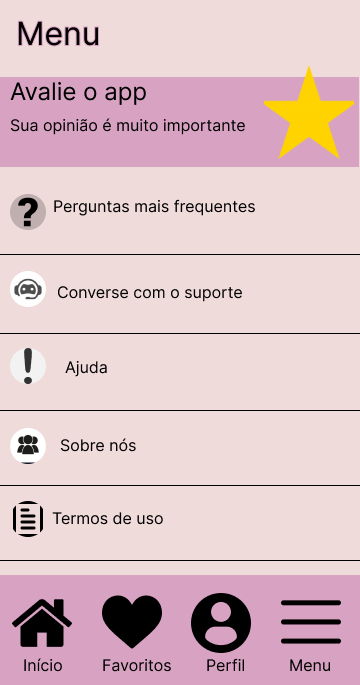 Menu
Avalie o app
Sua opinião é muito importante
Perguntas mais frequentes
Converse com o suporte
Ajuda
Sobre nós
Termos de uso
Início Favoritos Perfil Menu